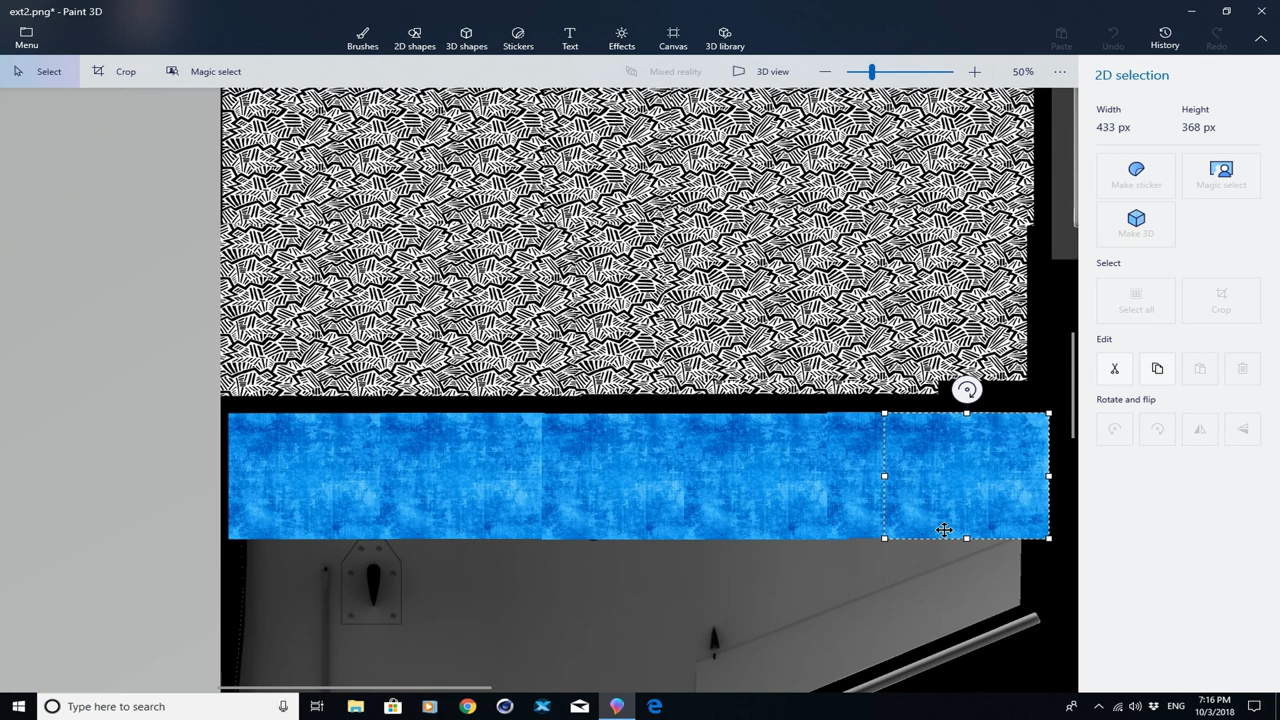 ext2.png* - Paint 3D
Menu
Brushes
2D shapes
3D shapes
Stickers
Text
Effects
Canvas
3D library
Paste
Undo
History
Redo
Select
Crop
Magic select
Mixed reality
3D view
50%
2D selection
Width
Height
433 px
368 px
Make sticker
Magic select
Make 3D
Select
Select all
Crop
Edit
Rotate and flip
Type here to search
7:16 PM
10/3/2018